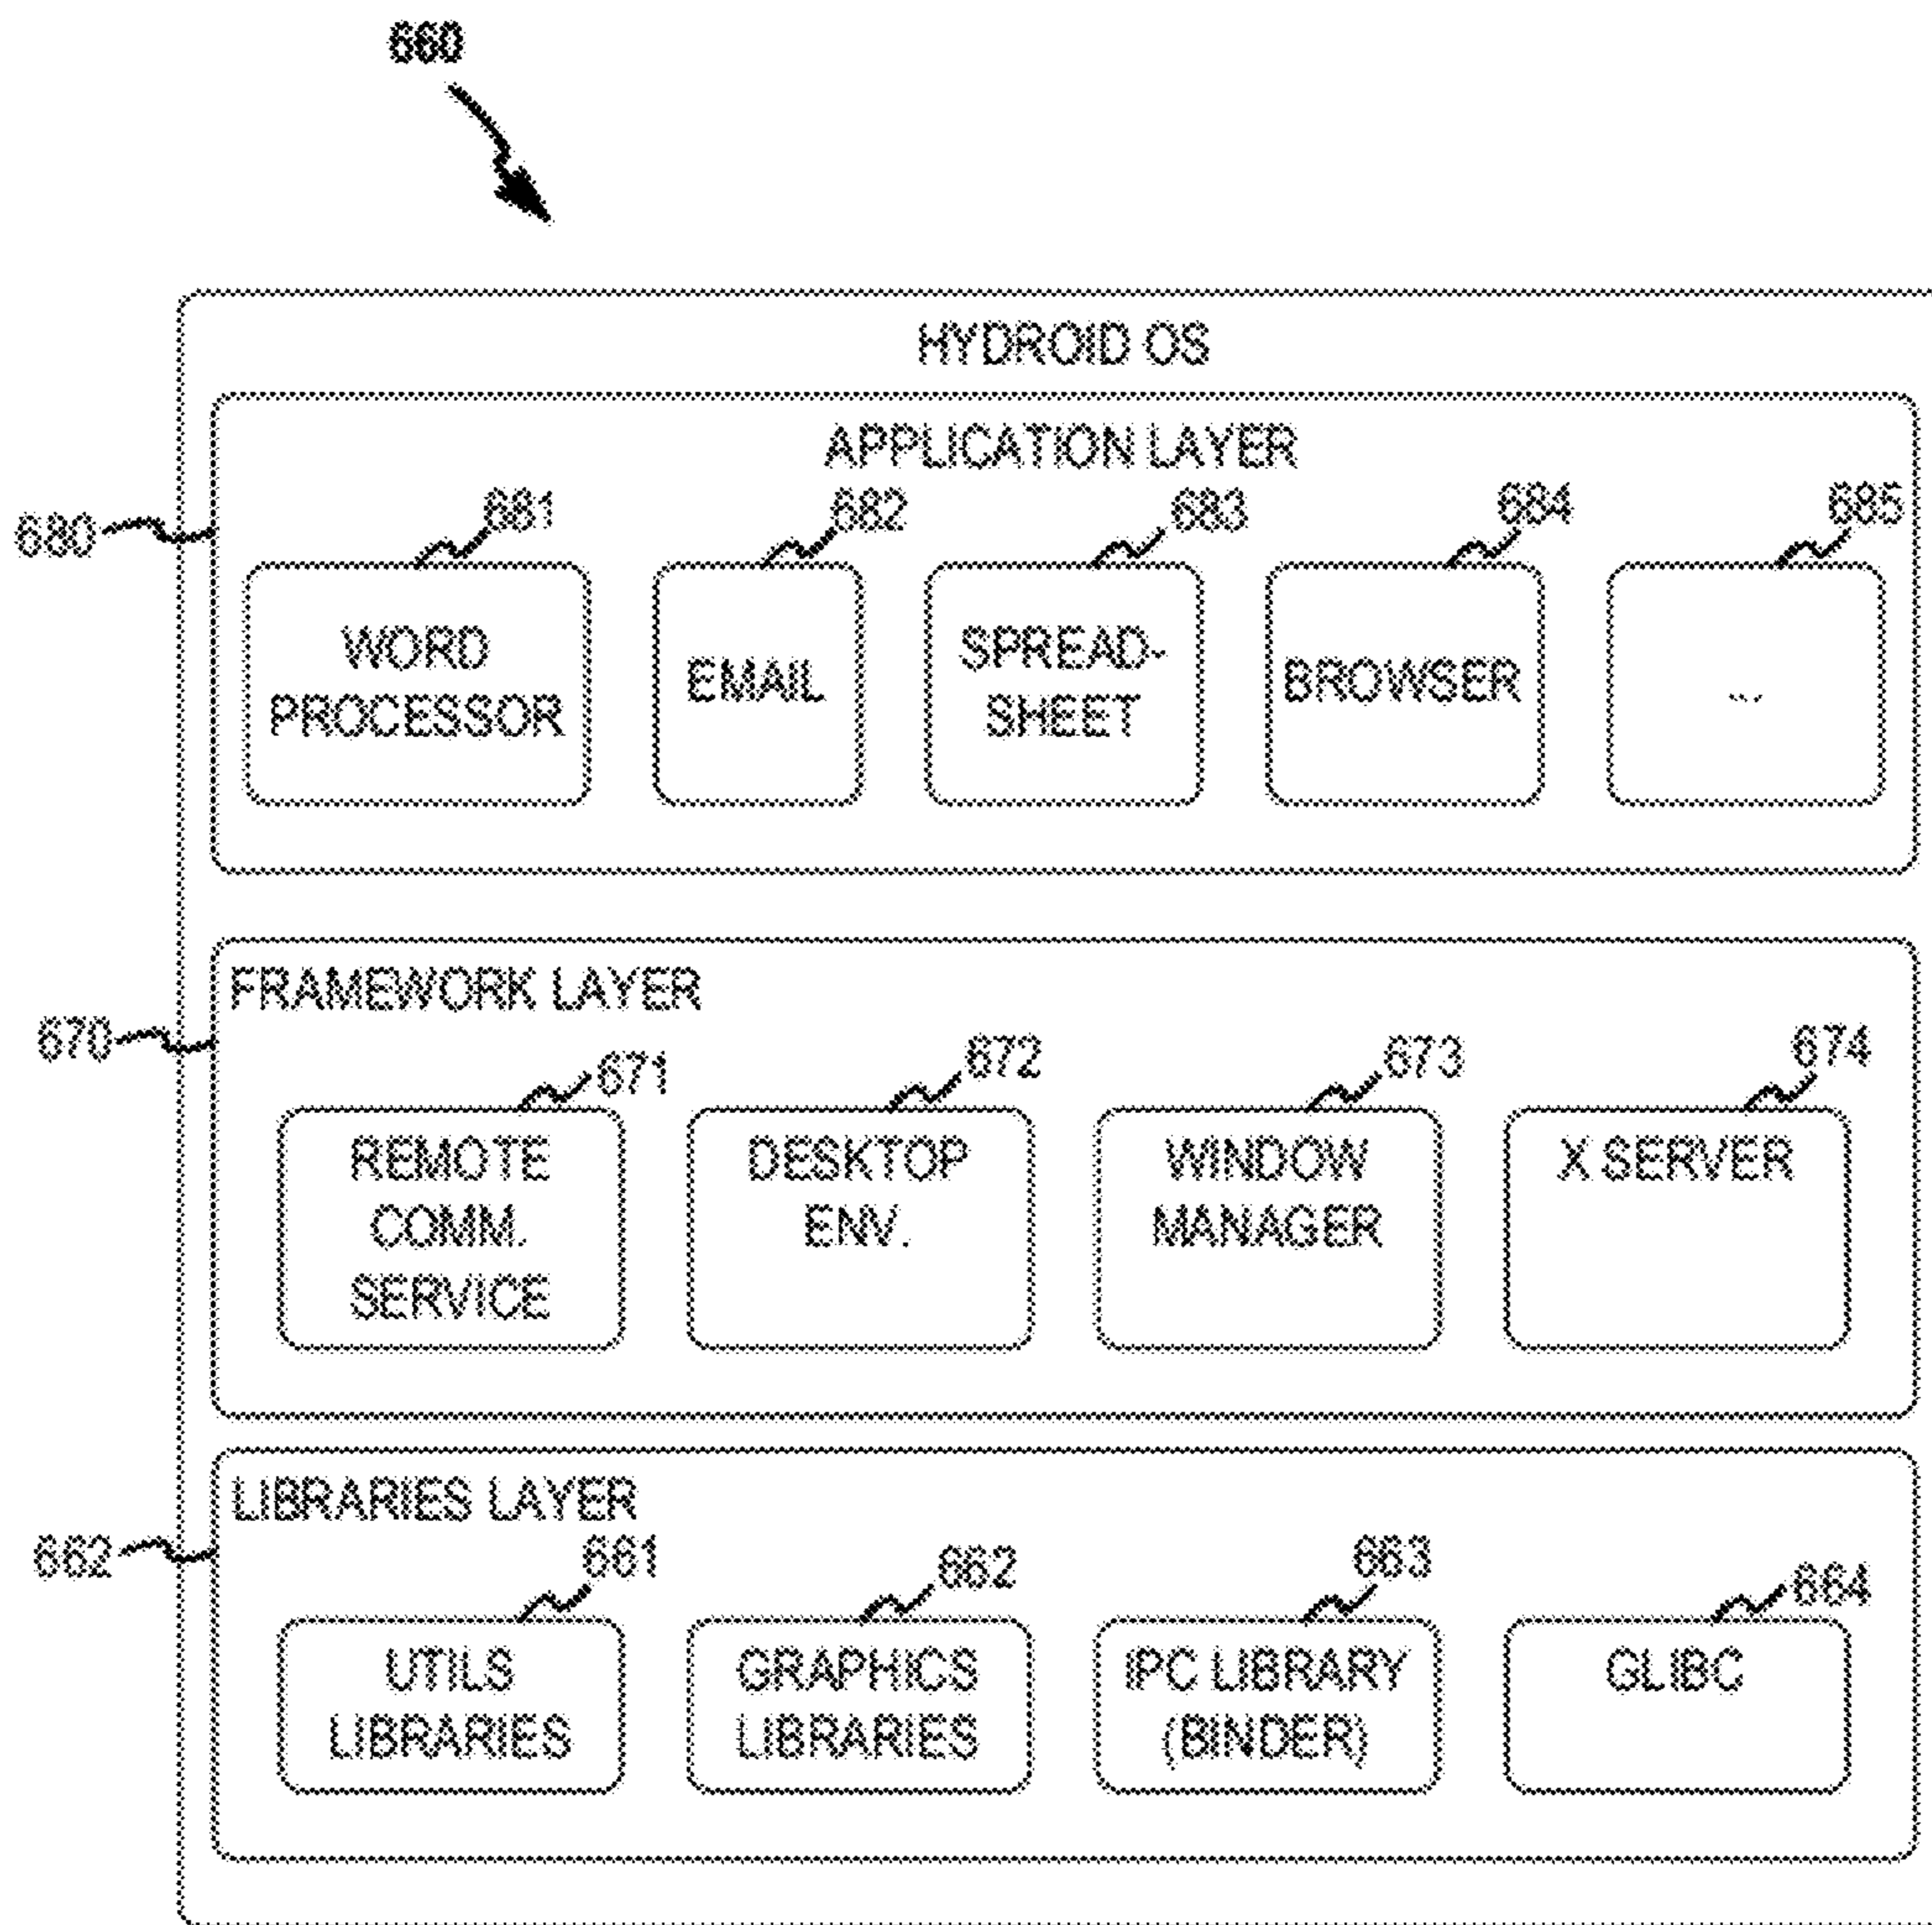 660
HYDROID OS
APPLICATION LAYER
680
681
682
683
684
685
WORD
PROCESSOR
EMAIL
SPREAD-
SHEET
BROWSER
...
FRAMEWORK LAYER
670
671
672
673
674
REMOTE
COMM.
SERVICE
DESKTOP
ENV.
WINDOW
MANAGER
X SERVER
LIBRARIES LAYER
662
661
662
663
664
UTILS
LIBRARIES
GRAPHICS
LIBRARIES
IPC LIBRARY
(BINDER)
GLIBC